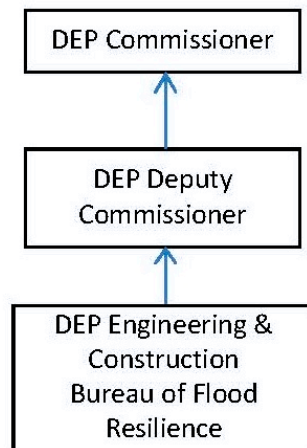 DEP Commissioner
DEP Deputy
Commissioner
DEP Engineering &
Construction
Bureau of Flood
Resilience